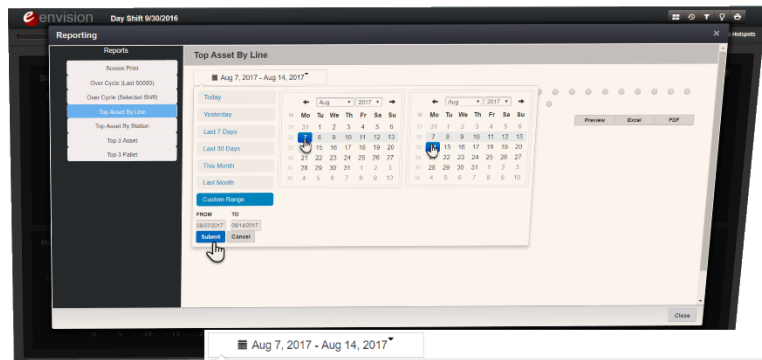 envision Day Shift 9/30/2016
Reporting
Hotspots
Reports
Screen Print
Over Cycle (Last 50000)
Over Cycle (Selected Shift)
Top Asset By Line
Top Asset By Station
Top 3 Asset
Top 3 Pallet
Top Asset By Line
Aug 7, 2017 - Aug 14, 2017
Today
Yesterday
Last 7 Days
Last 30 Days
This Month
Last Month
Custom Range
FROM TO
08/07/2017 08/14/2017
Submit Cancel
Aug 2017
W Mo Tu We Th Fr Sa Su
31 31 1 2 3 4 5 6
7 8 9 10 11 12 13
15 16 17 18 19 20
21 22 23 24 25 26 27
28 29 30 31 1 2 3
4 5 6 7 8 9 10
Aug 2017
W Mo Tu We Th Fr Sa Su
31 31 1 2 3 4 5 6
7 8 9 10 11 12 13
15 16 17 18 19 20
22 23 24 25 26 27
28 29 30 31 1 2 3
4 5 6 7 8 9 10
Preview Excel PDF
Close
0 5 10 15
Aug 7, 2017 - Aug 14, 2017